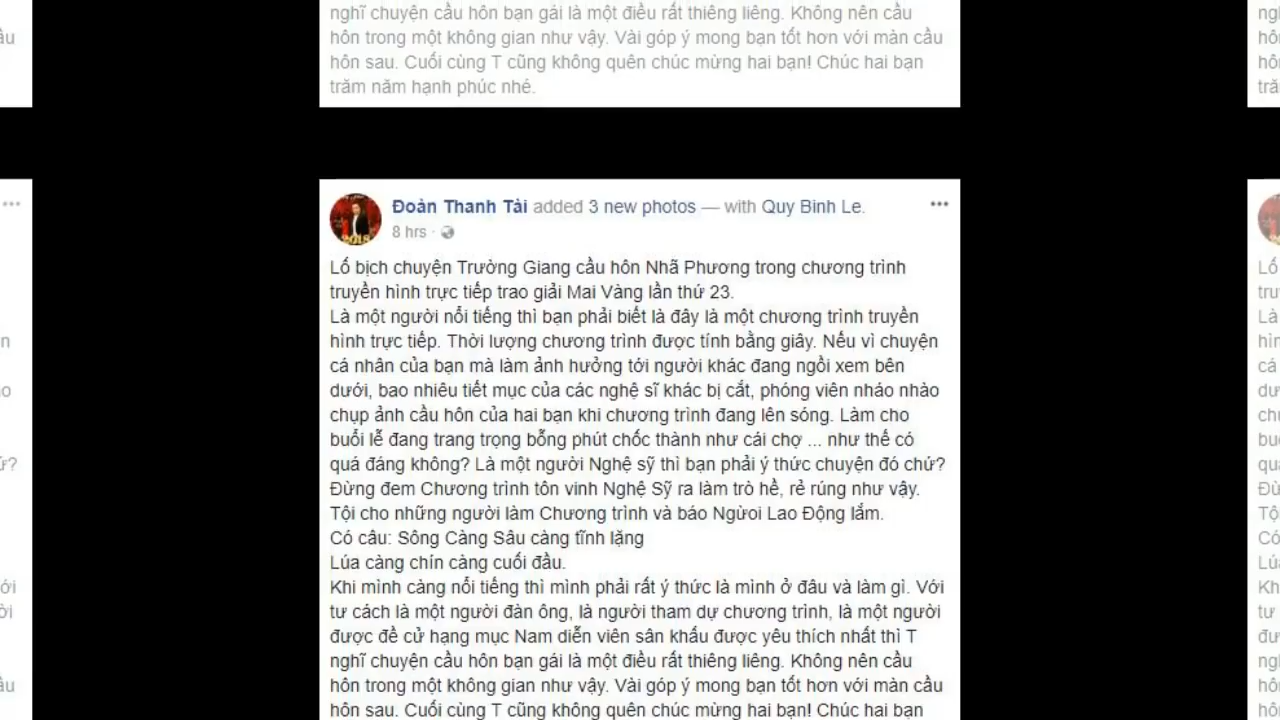 nghĩ chuyện cầu hôn bạn gái là một điều rất thiêng liêng. Không nên cầu
hôn trong một không gian như vậy. Vài góp ý mong bạn tốt hơn với màn cầu
hôn sau. Cuối cùng T cũng không quên chúc mừng hai bạn! Chúc hai bạn
trăm năm hạnh phúc nhé.
Đoàn Thanh Tài added 3 new photos — with Quy Binh Le.
8 hrs ·
Lố bịch chuyện Trường Giang cầu hôn Nhã Phương trong chương trình
truyền hình trực tiếp trao giải Mai Vàng lần thứ 23.
Là một người nổi tiếng thì bạn phải biết là đây là một chương trình truyền
hình trực tiếp. Thời lượng chương trình được tính bằng giây. Nếu vì chuyện
cá nhân của bạn mà làm ảnh hưởng tới người khác đang ngồi xem bên
dưới, bao nhiêu tiết mục của các nghệ sĩ khác bị cắt, phóng viên nháo nhào
chụp ảnh cầu hôn của hai bạn khi chương trình đang lên sóng. Làm cho
buổi lễ đang trang trọng bỗng phút chốc thành như cái chợ ... như thế có
quá đáng không? Là một người Nghệ sỹ thì bạn phải ý thức chuyện đó chứ?
Đừng đem Chương trình tôn vinh Nghệ Sỹ ra làm trò hề, rẻ rúng như vậy.
Tội cho những người làm Chương trình và báo Ngừoi Lao Động lắm.
Có câu: Sông Càng Sâu càng tĩnh lặng
Lúa càng chín càng cuối đầu.
Khi mình càng nổi tiếng thì mình phải rất ý thức là mình ở đâu và làm gì. Với
tư cách là một người đàn ông, là người tham dự chương trình, là một người
được đề cử hạng mục Nam diễn viên sân khấu được yêu thích nhất thì T
nghĩ chuyện cầu hôn bạn gái là một điều rất thiêng liêng. Không nên cầu
hôn trong một không gian như vậy. Vài góp ý mong bạn tốt hơn với màn cầu
hôn sau. Cuối cùng T cũng không quên chúc mừng hai bạn! Chúc hai bạn